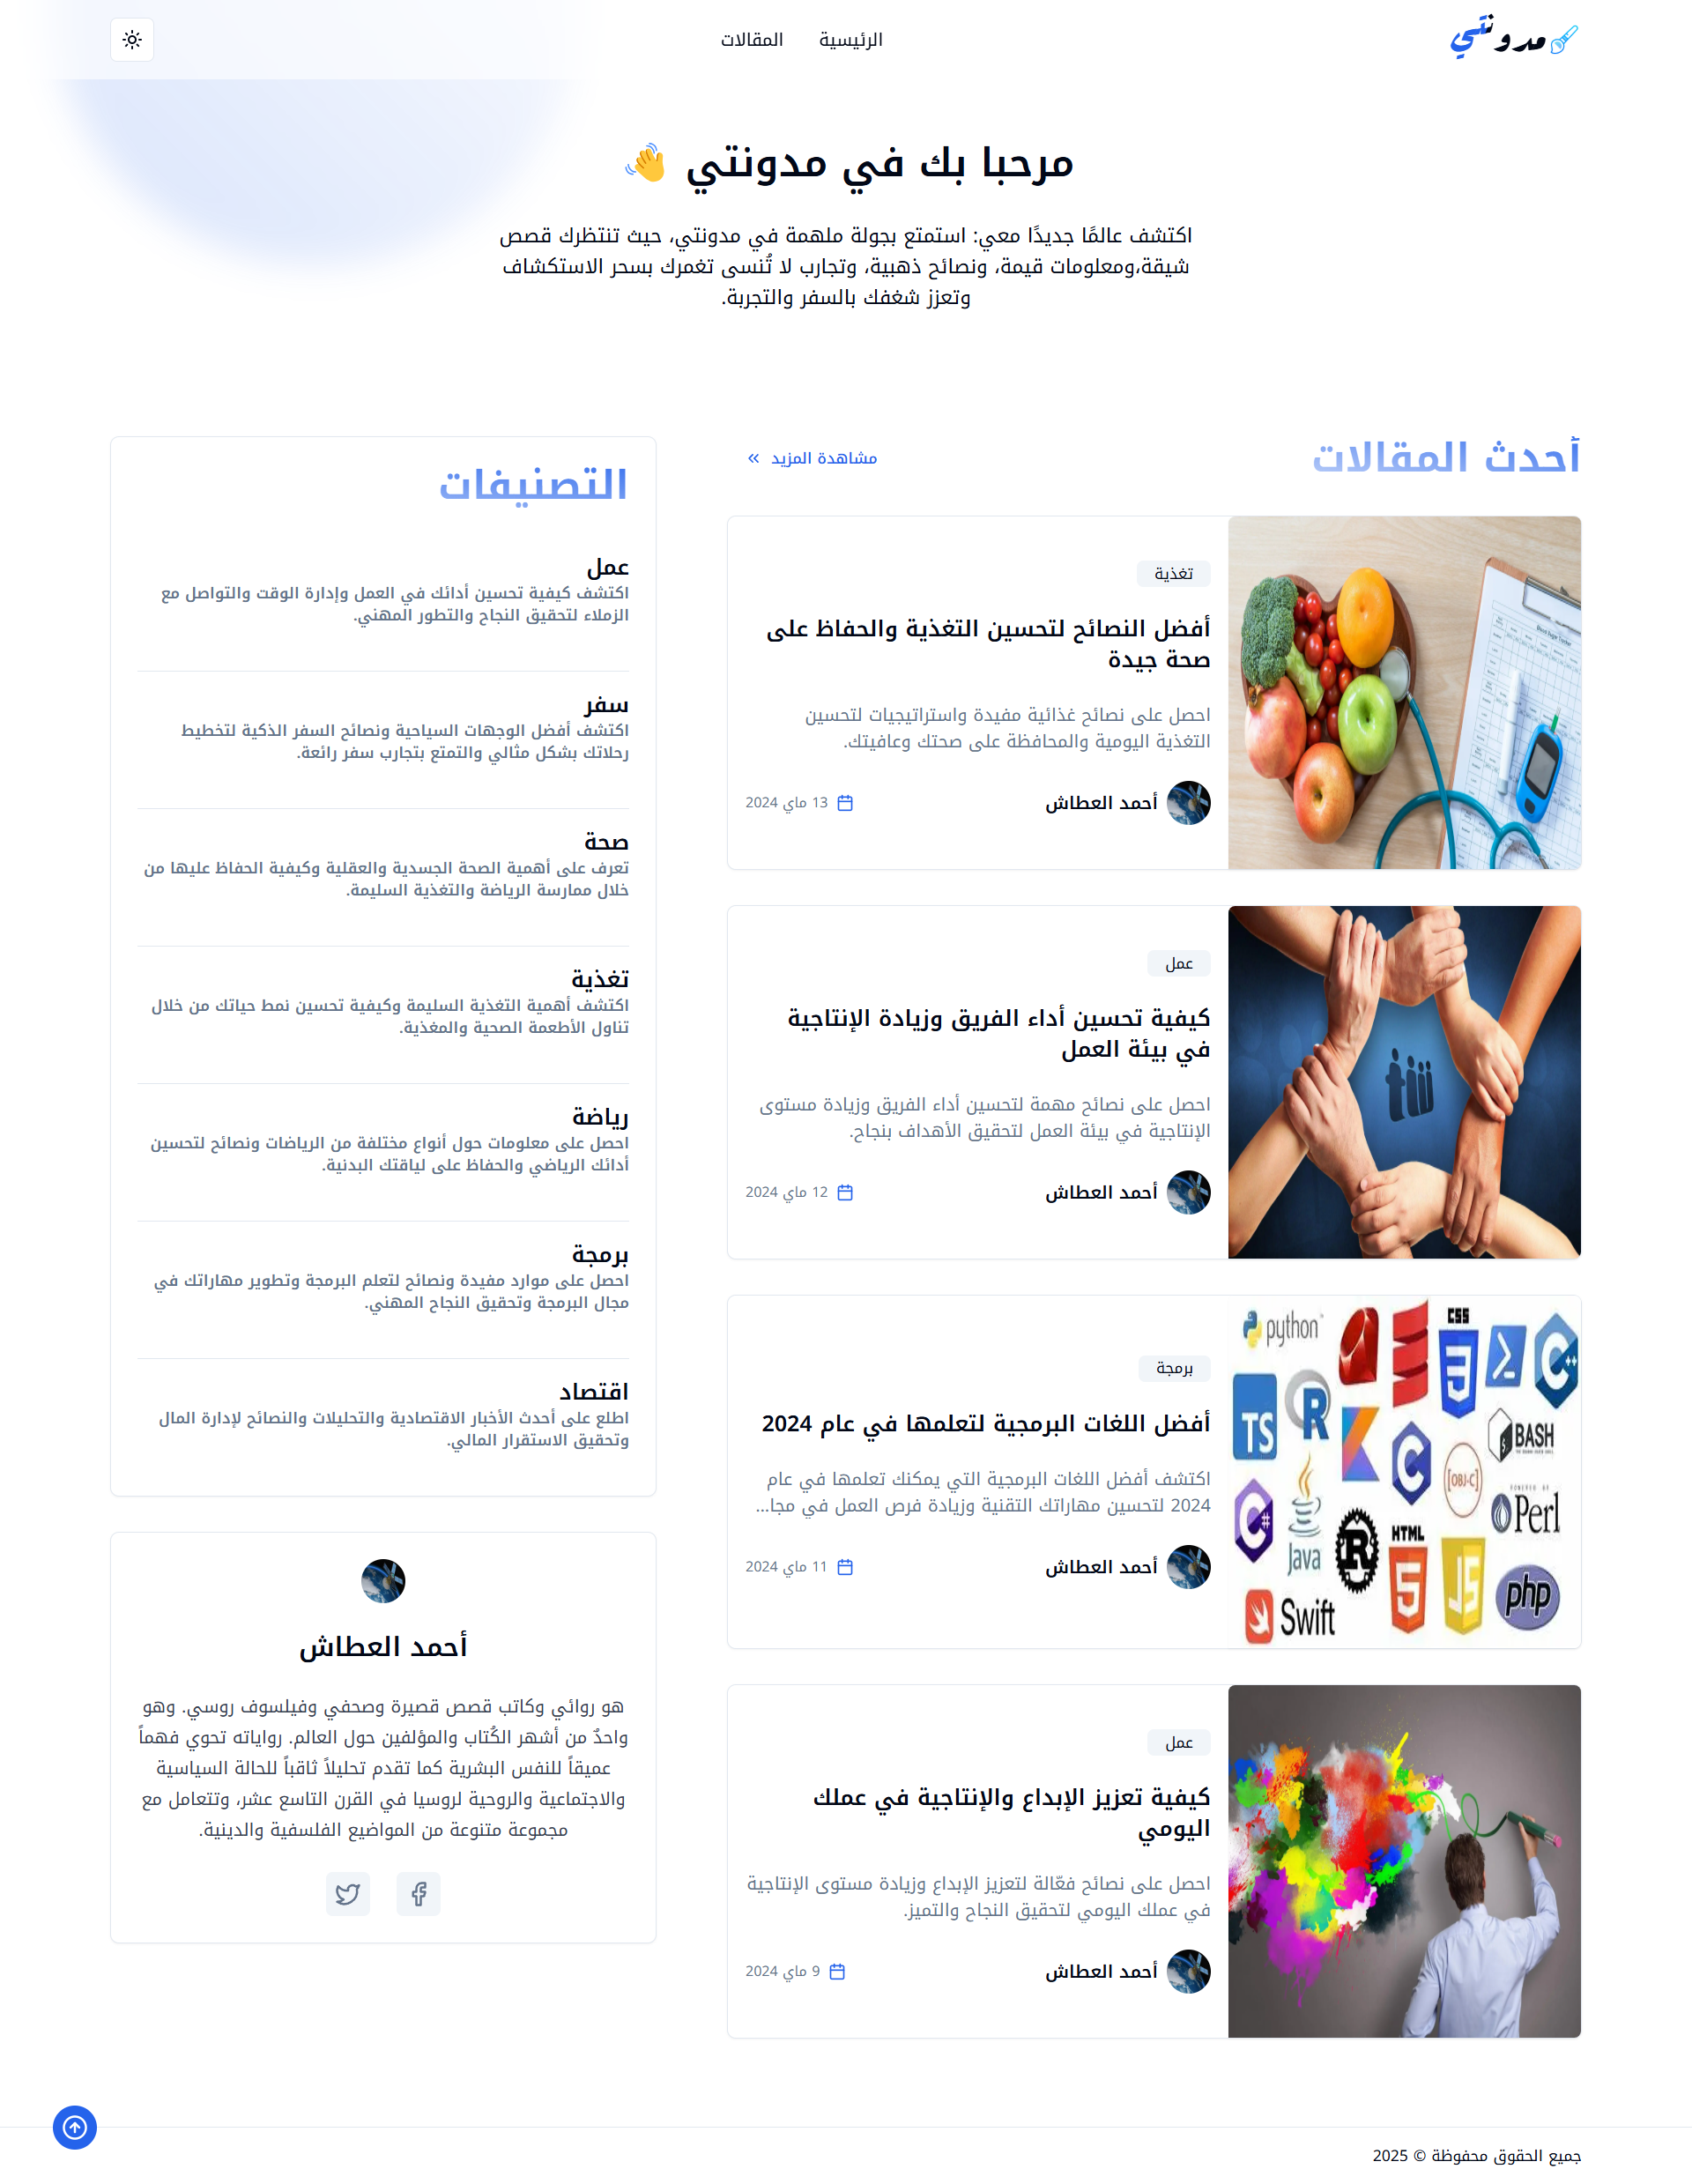 مدونتي
الرئيسية
المقالات
مرحبا بك في مدونتي 👋
اكتشف عالمًا جديدًا معي: استمتع بجولة ملهمة في مدونتي، حيث تنتظرك قصص
شيقة،ومعلومات قيمة، ونصائح ذهبية، وتجارب لا تُنسى تغمرك بسحر الاستكشاف
وتعزز شغفك بالسفر والتجربة.
أحدث المقالات
مشاهدة المزيد
تغذية
أفضل النصائح لتحسين التغذية والحفاظ على
صحة جيدة
احصل على نصائح غذائية مفيدة واستراتيجيات لتحسين
التغذية اليومية والمحافظة على صحتك وعافيتك.
أحمد العطاش
13 ماي 2024
عمل
كيفية تحسين أداء الفريق وزيادة الإنتاجية
في بيئة العمل
احصل على نصائح مهمة لتحسين أداء الفريق وزيادة مستوى
الإنتاجية في بيئة العمل لتحقيق الأهداف بنجاح.
أحمد العطاش
12 ماي 2024
python
CSS
C++
TS
R
C
BASH
[OBJ-C]
C#
Java
R
HTML
5
JS
Perl
php
Swift
برمجة
أفضل اللغات البرمجية لتعلمها في عام 2024
اكتشف أفضل اللغات البرمجية التي يمكنك تعلمها في عام
2024 لتحسين مهاراتك التقنية وزيادة فرص العمل في مجا...
أحمد العطاش
11 ماي 2024
عمل
كيفية تعزيز الإبداع والإنتاجية في عملك
اليومي
احصل على نصائح فعّالة لتعزيز الإبداع وزيادة مستوى الإنتاجية
في عملك اليومي لتحقيق النجاح والتميز.
أحمد العطاش
9 ماي 2024
التصنيفات
عمل
اكتشف كيفية تحسين أدائك في العمل وإدارة الوقت والتواصل مع
الزملاء لتحقيق النجاح والتطور المهني.
سفر
اكتشف أفضل الوجهات السياحية ونصائح السفر الذكية لتخطيط
رحلاتك بشكل مثالي والتمتع بتجارب سفر رائعة.
صحة
تعرف على أهمية الصحة الجسدية والعقلية وكيفية الحفاظ عليها من
خلال ممارسة الرياضة والتغذية السليمة.
تغذية
اكتشف أهمية التغذية السليمة وكيفية تحسين نمط حياتك من خلال
تناول الأطعمة الصحية والمغذية.
رياضة
احصل على معلومات حول أنواع مختلفة من الرياضات ونصائح لتحسين
أدائك الرياضي والحفاظ على لياقتك البدنية.
برمجة
احصل على موارد مفيدة ونصائح لتعلم البرمجة وتطوير مهاراتك في
مجال البرمجة وتحقيق النجاح المهني.
اقتصاد
اطلع على أحدث الأخبار الاقتصادية والتحليلات والنصائح لإدارة المال
وتحقيق الاستقرار المالي.
أحمد العطاش
هو روائي وكاتب قصص قصيرة وصحفي وفيلسوف روسي. وهو
واحدٌ من أشهر الكُتاب والمؤلفين حول العالم. رواياته تحوي فهماً
عميقاً للنفس البشرية كما تقدم تحليلاً ثاقباً للحالة السياسية
والاجتماعية والروحية لروسيا في القرن التاسع عشر، وتتعامل مع
مجموعة متنوعة من المواضيع الفلسفية والدينية.
جميع الحقوق محفوظة © 2025